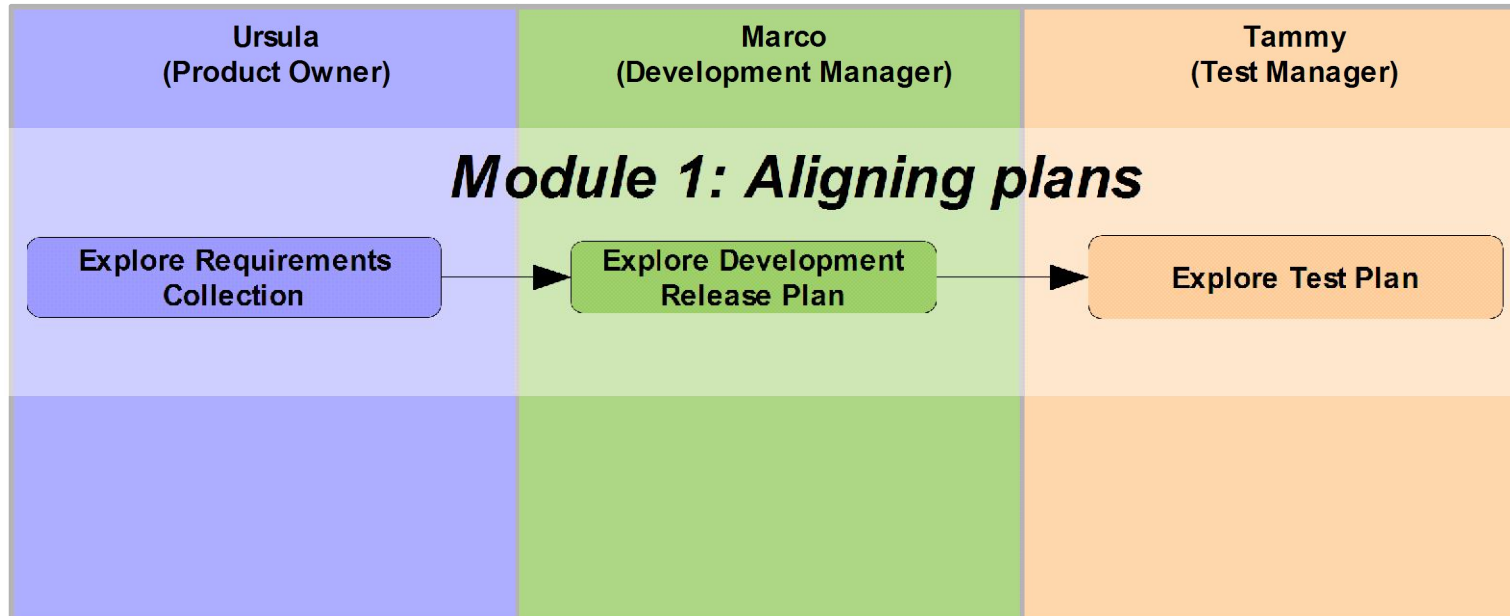 Ursula
(Product Owner)
Marco
(Development Manager)
Tammy
(Test Manager)
Module 1: Aligning plans
Explore Requirements
Collection
Explore Development
Release Plan
Explore Test Plan